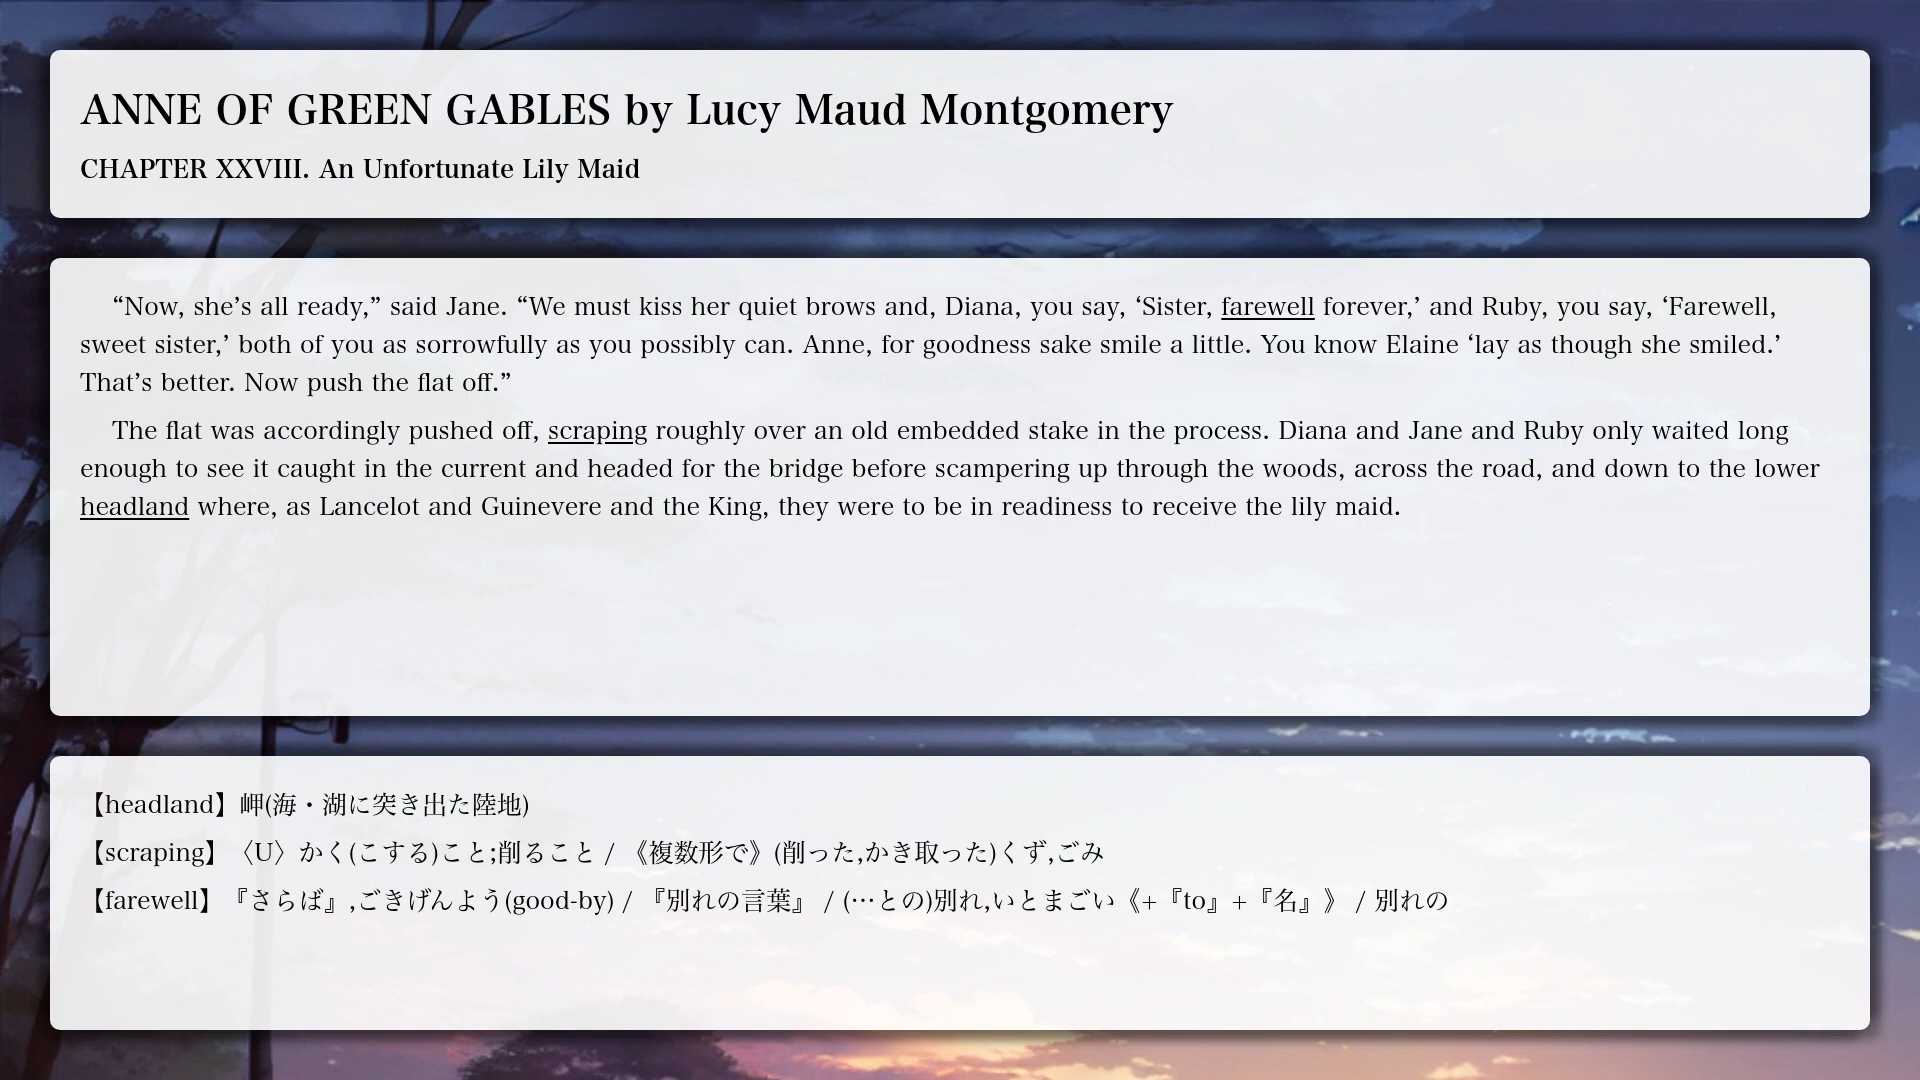 ANNE OF GREEN GABLES by Lucy Maud Montgomery
CHAPTER XXVIII. An Unfortunate Lily Maid
“Now, she’s all ready,” said Jane. “We must kiss her quiet brows and, Diana, you say, ‘Sister, farewell forever,’ and Ruby, you say, ‘Farewell,
sweet sister,’ both of you as sorrowfully as you possibly can. Anne, for goodness sake smile a little. You know Elaine ‘lay as though she smiled.’
That’s better. Now push the flat off.”
The flat was accordingly pushed off, scraping roughly over an old embedded stake in the process. Diana and Jane and Ruby only waited long
enough to see it caught in the current and headed for the bridge before scampering up through the woods, across the road, and down to the lower
headland where, as Lancelot and Guinevere and the King, they were to be in readiness to receive the lily maid.
【headland】岬(海・湖に突き出た陸地)
【scraping】〈U〉かく(こする)こと;削ること / 《複数形で》(削った,かき取った)くず,ごみ
【farewell】『さらば』,ごきげんよう(good-by) / 『別れの言葉』 / (…との)別れ,いとまごい《+『to』+『名』》 / 別れの